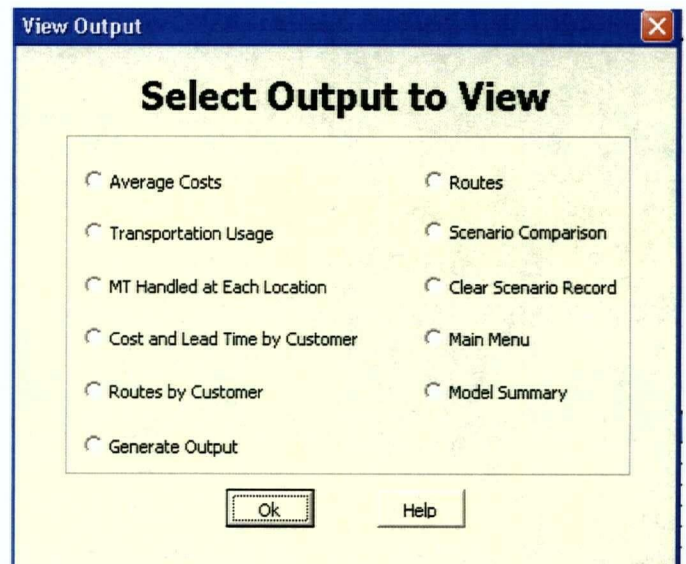 View Output
Select Output to View
Average Costs
Transportation Usage
MT Handled at Each Location
Cost and Lead Time by Customer
Routes by Customer
Generate Output
Routes
Scenario Comparison
Clear Scenario Record
Main Menu
Model Summary
Ok
Help